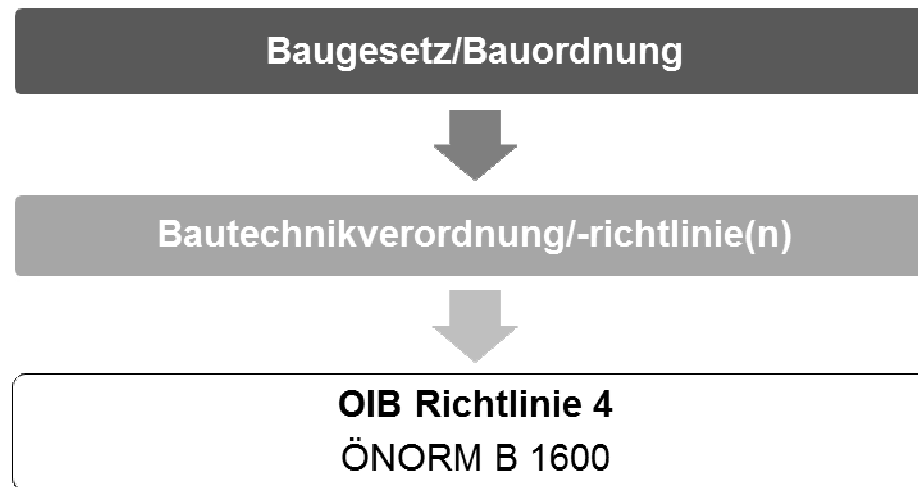 Baugesetz/Bauordnung
Bautechnikverordnung/-richtlinie(n)
OIB Richtlinie 4
ÖNORM B 1600